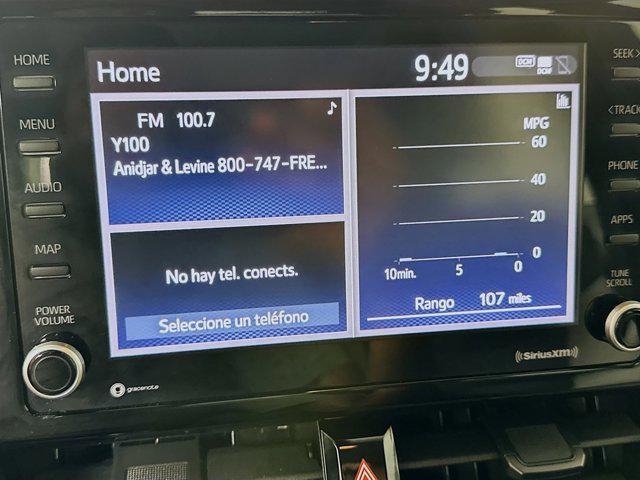 HOME
MENU
AUDIO
MAP
POWER
VOLUME
Home
9:49
DCM
DCM
FM 100.7
Y100
Anidjar & Levine 800-747-FRE...
No hay tel. conects.
Seleccione un teléfono
MPG
60
40
20
0
10min. 5 0
Rango 107 miles
gracenote
((SiriusXM))
SEEK>
<TRACK
PHONE
APPS
TUNE
SCROLL